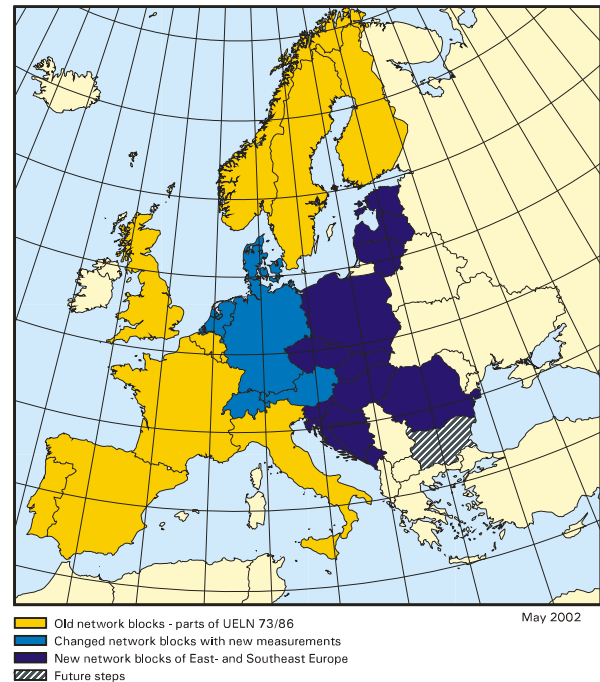 May 2002
Old network blocks - parts of UELN 73/86
Changed network blocks with new measurements
New network blocks of East- and Southeast Europe
Future steps